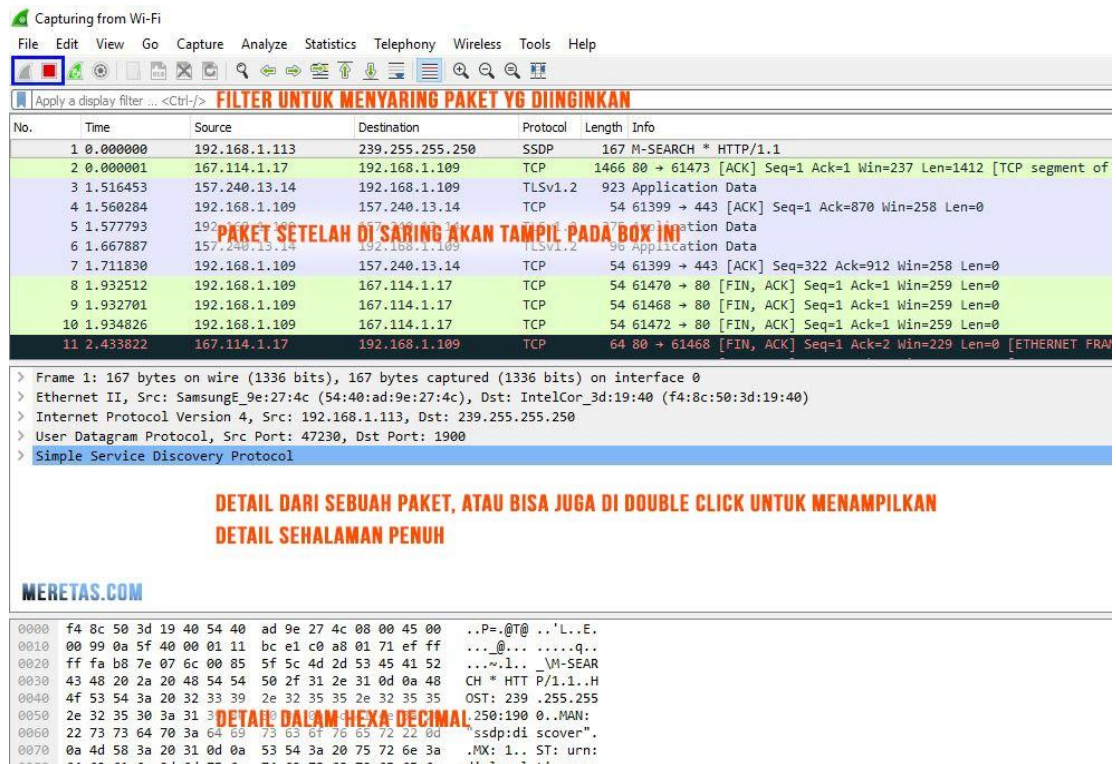 Capturing from Wi-Fi
File Edit View Go Capture Analyze Statistics Telephony Wireless Tools Help
Apply a display filter ... <Ctrl-/> FILTER UNTUK MENYARING PAKET YG DIINGINKAN
No. Time Source Destination Protocol Length Info
1 0.000000 192.168.1.113 239.255.255.250 SSDP 167 M-SEARCH * HTTP/1.1
2 0.000001 167.114.1.17 192.168.1.109 TCP 1466 80 → 61473 [ACK] Seq=1 Ack=1 Win=237 Len=1412 [TCP segment of
3 1.516453 157.240.13.14 192.168.1.109 TLSv1.2 923 Application Data
4 1.560284 192.168.1.109 157.240.13.14 TCP 54 61399 → 443 [ACK] Seq=1 Ack=870 Win=258 Len=0
5 1.577793
PAKET SETELAH DI SARING AKAN TAMPIL PADA BOX INI
6 1.667887 157.240.13.14 192.168.1.109 TLSv1.2 96 Application Data
7 1.711830 192.168.1.109 157.240.13.14 TCP 54 61399 → 443 [ACK] Seq=322 Ack=912 Win=258 Len=0
8 1.932512 192.168.1.109 167.114.1.17 TCP 54 61470 → 80 [FIN, ACK] Seq=1 Ack=1 Win=259 Len=0
9 1.932701 192.168.1.109 167.114.1.17 TCP 54 61468 → 80 [FIN, ACK] Seq=1 Ack=1 Win=259 Len=0
10 1.934826 192.168.1.109 167.114.1.17 TCP 54 61472 → 80 [FIN, ACK] Seq=1 Ack=1 Win=259 Len=0
11 2.433822 167.114.1.17 192.168.1.109 TCP 64 80 → 61468 [FIN, ACK] Seq=1 Ack=2 Win=229 Len=0 [ETHERNET FRA
Frame 1: 167 bytes on wire (1336 bits), 167 bytes captured (1336 bits) on interface 0
Ethernet II, Src: SamsungE_9e:27:4c (54:40:ad:9e:27:4c), Dst: IntelCor_3d:19:40 (f4:8c:50:3d:19:40)
Internet Protocol Version 4, Src: 192.168.1.113, Dst: 239.255.255.250
User Datagram Protocol, Src Port: 47230, Dst Port: 1900
Simple Service Discovery Protocol
DETAIL DARI SEBUAH PAKET, ATAU BISA JUGA DI DOUBLE CLICK UNTUK MENAMPILKAN
DETAIL SEHALAMAN PENUH
MERETAS.COM
0000 f4 8c 50 3d 19 40 54 40 ad 9e 27 4c 08 00 45 00 ..P=.@T@ ..'L..E.
0010 00 99 0a 5f 40 00 01 11 bc e1 c0 a8 01 71 ef ff ..._@... .....q..
0020 ff fa b8 7e 07 6c 00 85 5f 5c 4d 2d 53 45 41 52 ...~.l.. _\M-SEAR
0030 43 48 20 2a 20 48 54 54 50 2f 31 2e 31 0d 0a 48 CH * HTT P/1.1..H
0040 4f 53 54 3a 20 32 33 39 2e 32 35 35 2e 32 35 35 OST: 239 .255.255
0050 2e 32 35 30 3a 31 .250:190 0..MAN:
DETAIL DALAM HEXA DECIMAL
0060 22 73 73 64 70 3a 64 69 73 63 6f 76 65 72 22 0d "ssdp:di scover".
0070 0a 4d 58 3a 20 31 0d 0a 53 54 3a 20 75 72 6e 3a .MX: 1.. ST: urn: